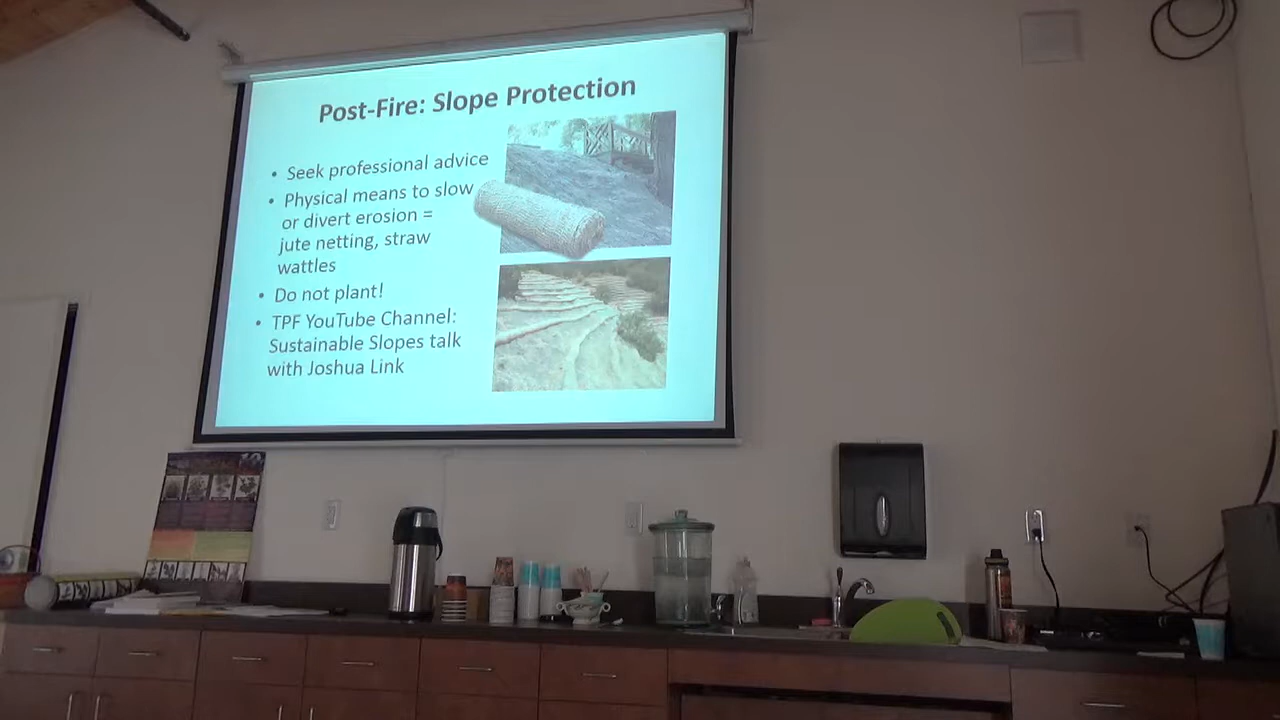 Post-Fire: Slope Protection
• Seek professional advice
• Physical means to slow
or divert erosion =
jute netting, straw
wattles
• Do not plant!
• TPF YouTube Channel:
Sustainable Slopes talk
with Joshua Link